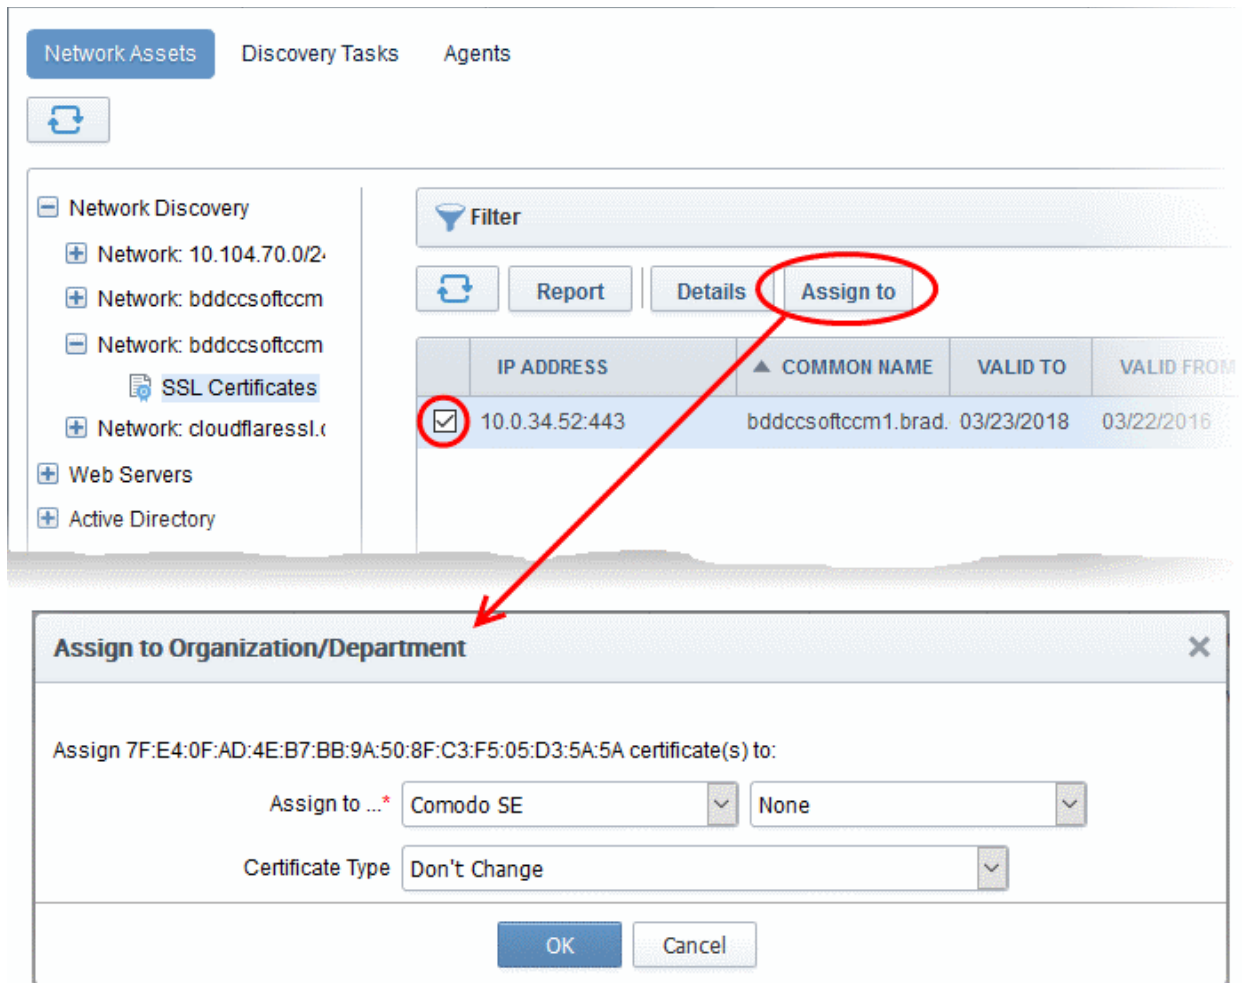 Network Assets Discovery Tasks Agents
Network Discovery
Network: 10.104.70.0/2
Network: bddccsoftccm
Network: bddccsoftccm
SSL Certificates
Network: cloudflaressl.
Web Servers
Active Directory
Filter
Report Details Assign to
IP ADDRESS COMMON NAME VALID TO VALID FROM
10.0.34.52:443 bddccsoftccm1.brad. 03/23/2018 03/22/2016
Assign to Organization/Department
Assign 7F:E4:0F:AD:4E:B7:BB:9A:50:8F:C3:F5:05:D3:5A:5A certificate(s) to:
Assign to ...* Comodo SE None
Certificate Type Don't Change
OK Cancel